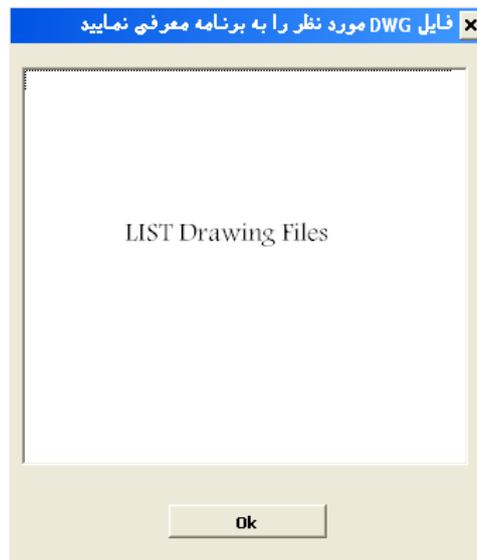 فایل DWG مورد نظر را به برنامه معرفی نمایید
LIST Drawing Files
Ok